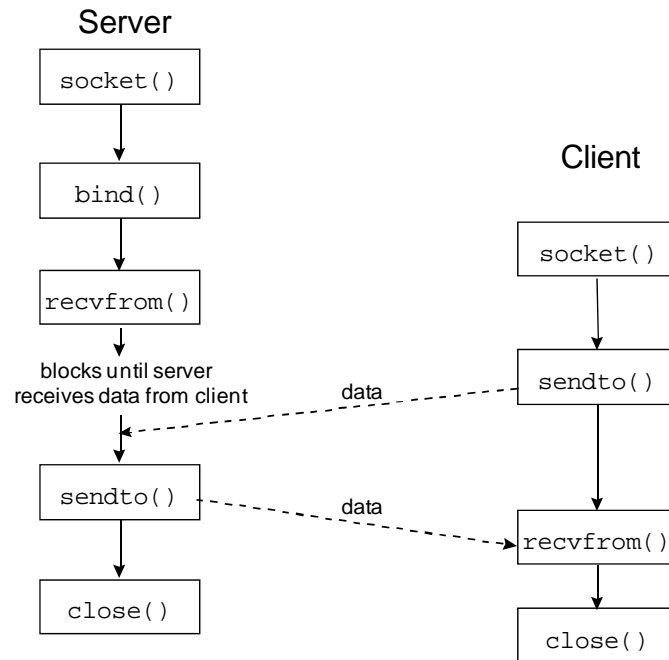 Server
socket()
bind()
recvfrom()
blocks until server
receives data from client
sendto()
close()
data
data
Client
socket()
sendto()
recvfrom()
close()